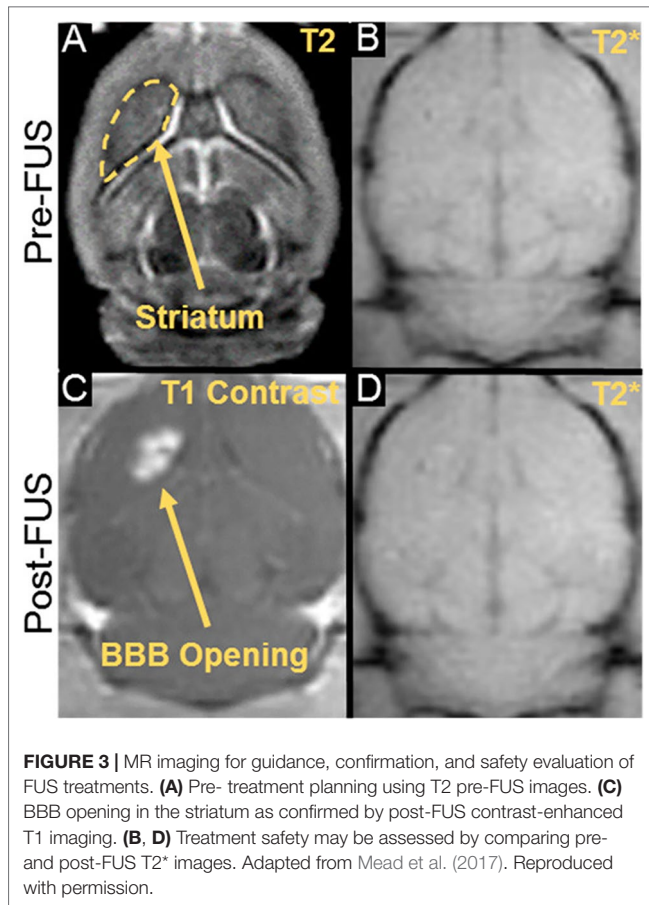 A
T2
B
T2*
Pre-FUS
Striatum
C
T1 Contrast
D
T2*
Post-FUS
BBB Opening
FIGURE 3 | MR imaging for guidance, confirmation, and safety evaluation of
FUS treatments. (A) Pre- treatment planning using T2 pre-FUS images. (C)
BBB opening in the striatum as confirmed by post-FUS contrast-enhanced
T1 imaging. (B, D) Treatment safety may be assessed by comparing pre-
and post-FUS T2* images. Adapted from Mead et al. (2017). Reproduced
with permission.